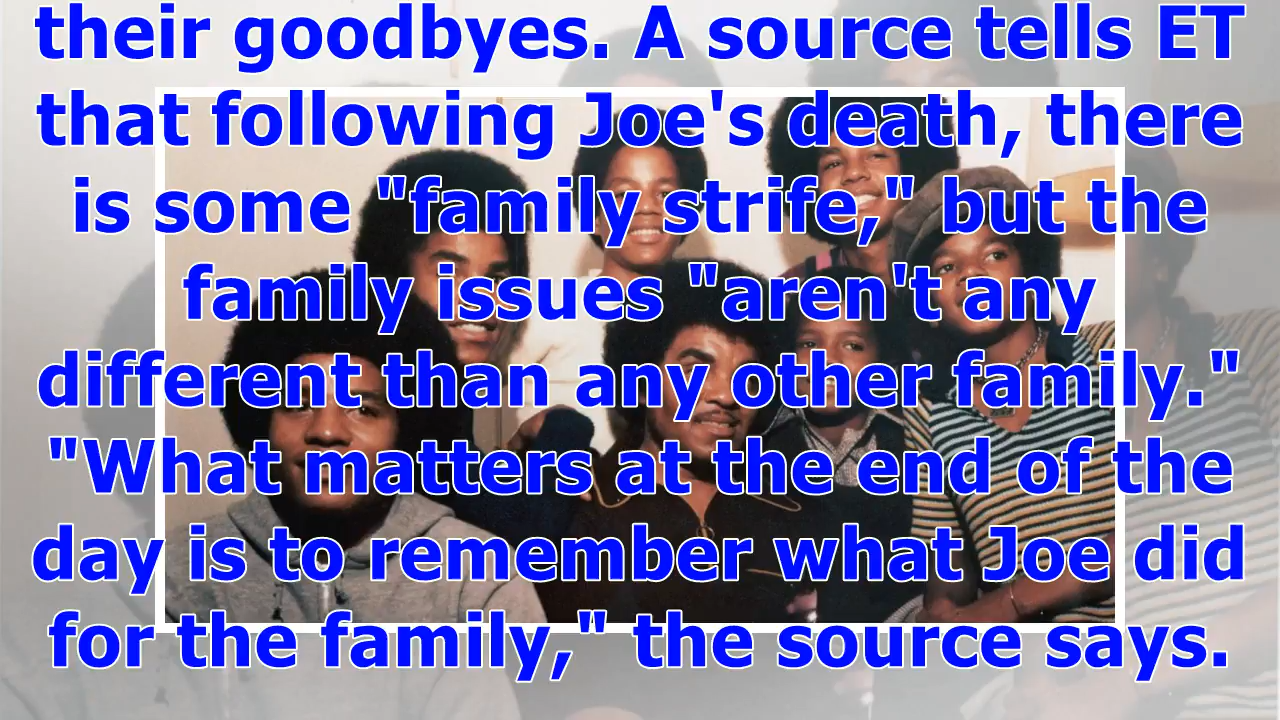 their goodbyes. A source tells ET
that following Joe's death, there
is some "family strife," but the
family issues "aren't any
different than any other family."
"What matters at the end of the
day is to remember what Joe did
for the family," the source says.